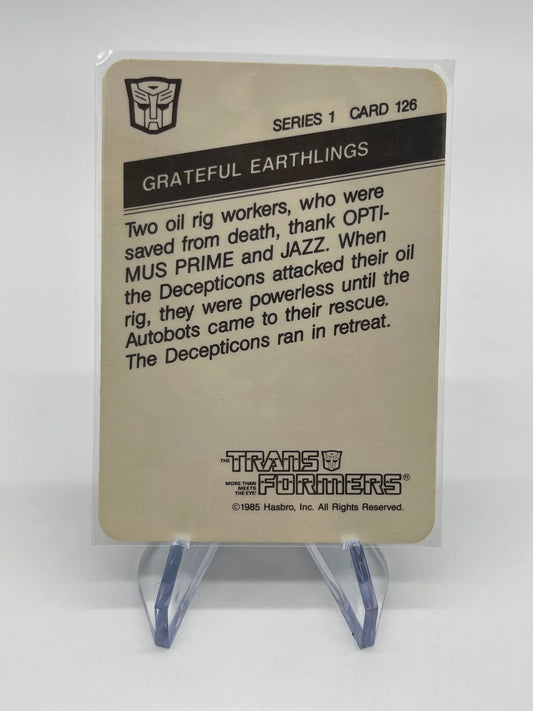 SERIES 1 CARD 126
GRATEFUL EARTHLINGS
Two oil rig workers, who were
saved from death, thank OPTI-
MUS PRIME and JAZZ. When
the Decepticons attacked their oil
rig, they were powerless until the
Autobots came to their rescue.
The Decepticons ran in retreat.
THE TRANS
MORE THAN
MEETS
THE EYE!
FORMERS®
©1985 Hasbro, Inc. All Rights Reserved.